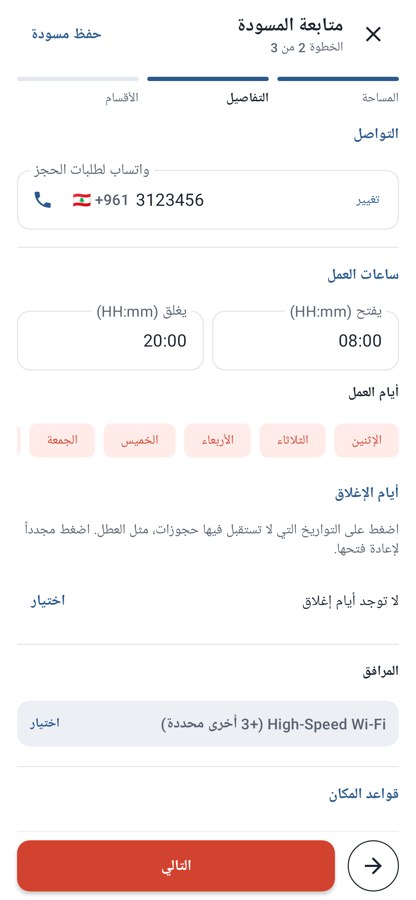 متابعة المسودة
حفظ مسودة
الخطوة 2 من 3
المساحة
التفاصيل
الأقسام
التواصل
واتساب لطلبات الحجز
🇱🇧 +961 3123456
تغيير
ساعات العمل
يفتح (HH:mm)
08:00
يغلق (HH:mm)
20:00
أيام العمل
الإثنين
الثلاثاء
الأربعاء
الخميس
الجمعة
أيام الإغلاق
اضغط على التواريخ التي لا تستقبل فيها حجوزات، مثل العطل. اضغط مجدداً
لإعادة فتحها.
لا توجد أيام إغلاق
اختيار
المرافق
High-Speed Wi-Fi (+3 أخرى محددة)
اختيار
قواعد المكان
التالي